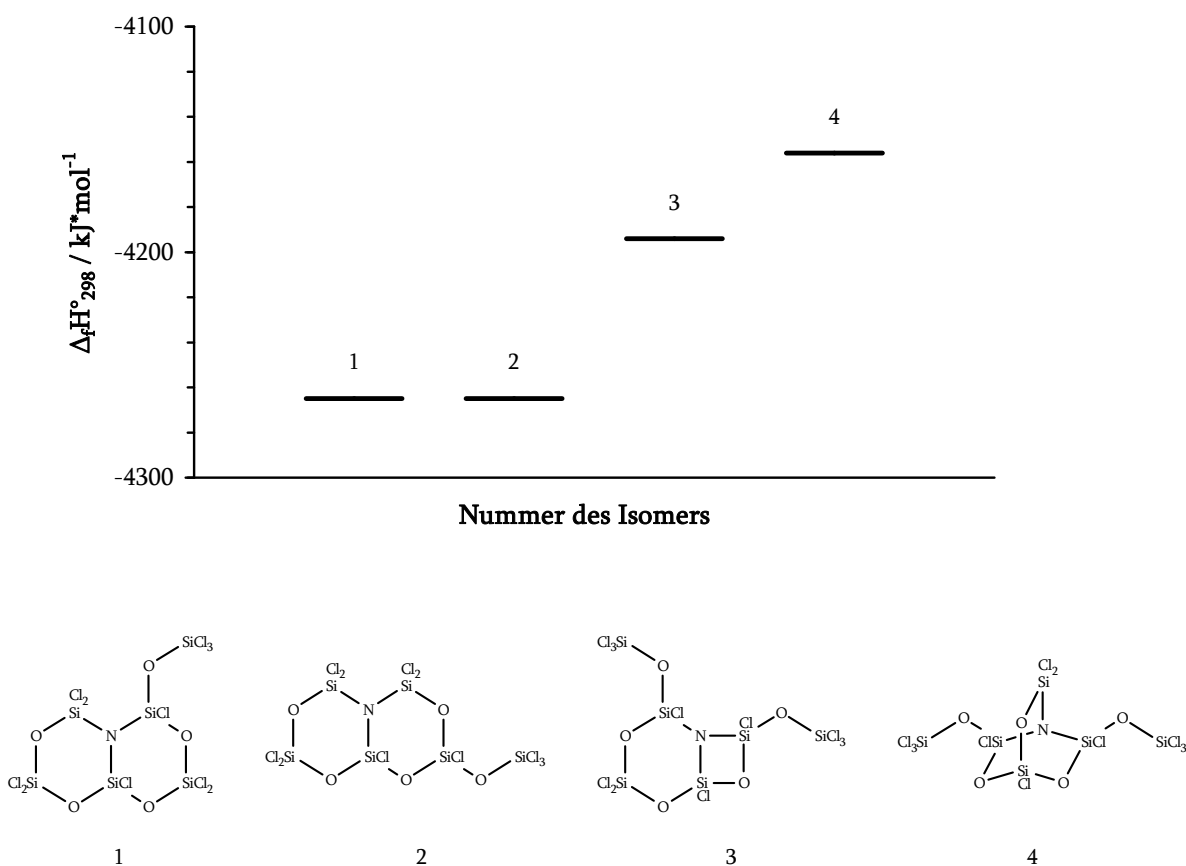 -4100
4
3
-4200
1
2
-4300
ΔfH°298 / kJ*mol-1
Nummer des Isomers
SiCl3
O
Cl2
Si
SiCl
O
N
O
Cl2Si
SiCl
SiCl2
O
O
1
Cl2
Cl2
Si
Si
O
N
O
Cl2Si
SiCl
SiCl
SiCl3
O
O
O
2
Cl3Si
O
SiCl
Cl
O
O
N
Si
SiCl3
Cl2Si
Si
O
Cl
O
3
Cl2
Si
O
O
O
N
Cl3Si
ClSi
SiCl
SiCl3
Si
O
Cl
O
4